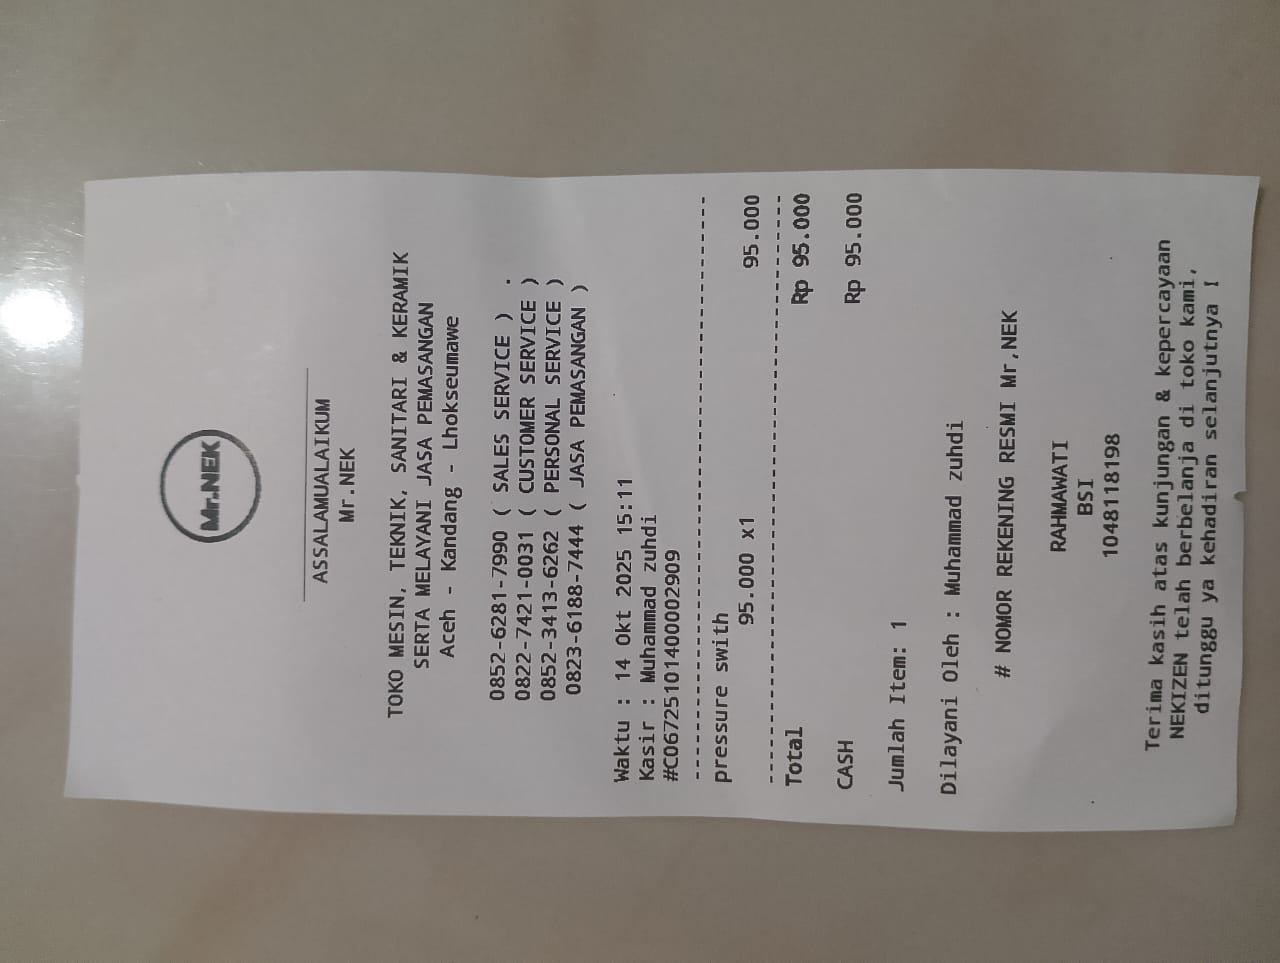 Mr.NEK
ASSALAMUALAIKUM
Mr.NEK
TOKO MESIN, TEKNIK, SANITARI & KERAMIK
SERTA MELAYANI JASA PEMASANGAN
Aceh - Kandang - Lhokseumawe
0852-6281-7990 ( SALES SERVICE ) .
0822-7421-0031 ( CUSTOMER SERVICE )
0852-3413-6262 ( PERSONAL SERVICE )
0823-6188-7444 ( JASA PEMASANGAN )
Waktu : 14 Okt 2025 15:11
Kasir : Muhammad zuhdi
#C06725101400002909
pressure swith
95.000 x1 95.000
Total Rp 95.000
CASH Rp 95.000
Jumlah Item: 1
Dilayani Oleh : Muhammad zuhdi
# NOMOR REKENING RESMI Mr,NEK
RAHMAWATI
BSI
1048118198
Terima kasih atas kunjungan & kepercayaan
NEKIZEN telah berbelanja di toko kami,
ditunggu ya kehadiran selanjutnya !